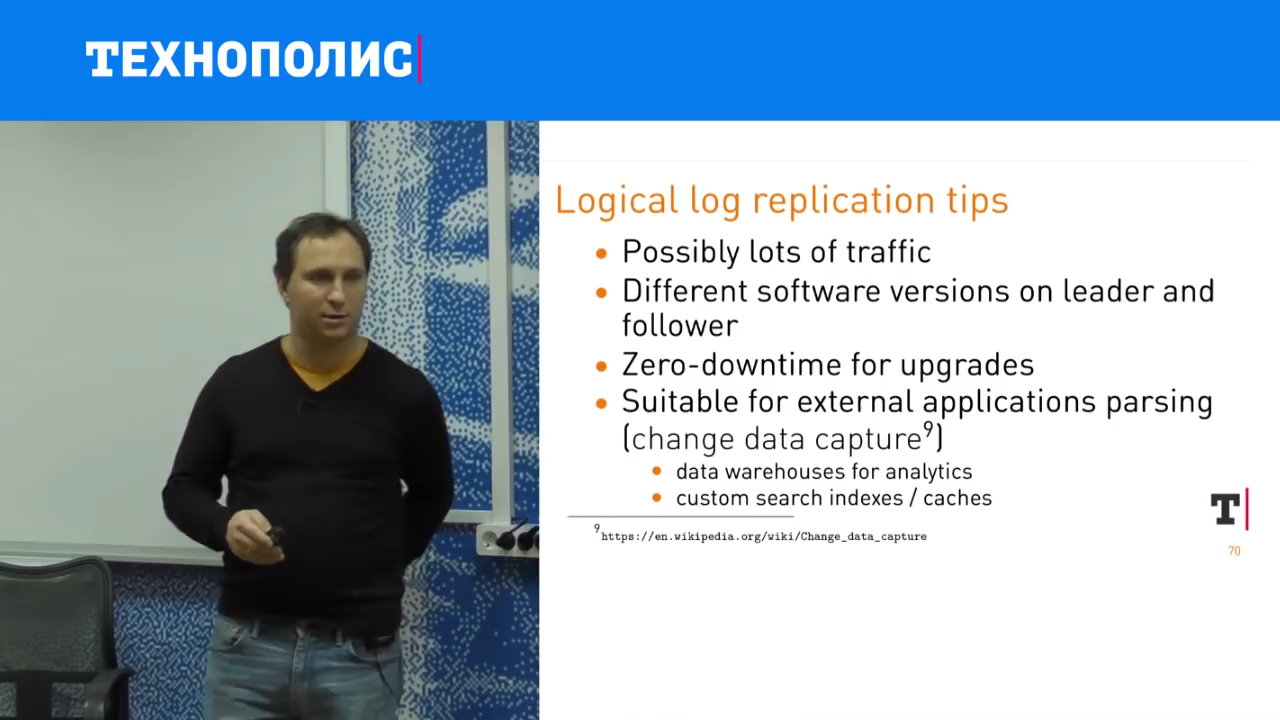 ТЕХНОПОЛИС
Logical log replication tips
• Possibly lots of traffic
• Different software versions on leader and
follower
• Zero-downtime for upgrades
• Suitable for external applications parsing
(change data capture⁹)
• data warehouses for analytics
• custom search indexes / caches
⁹https://en.wikipedia.org/wiki/Change_data_capture
T
70